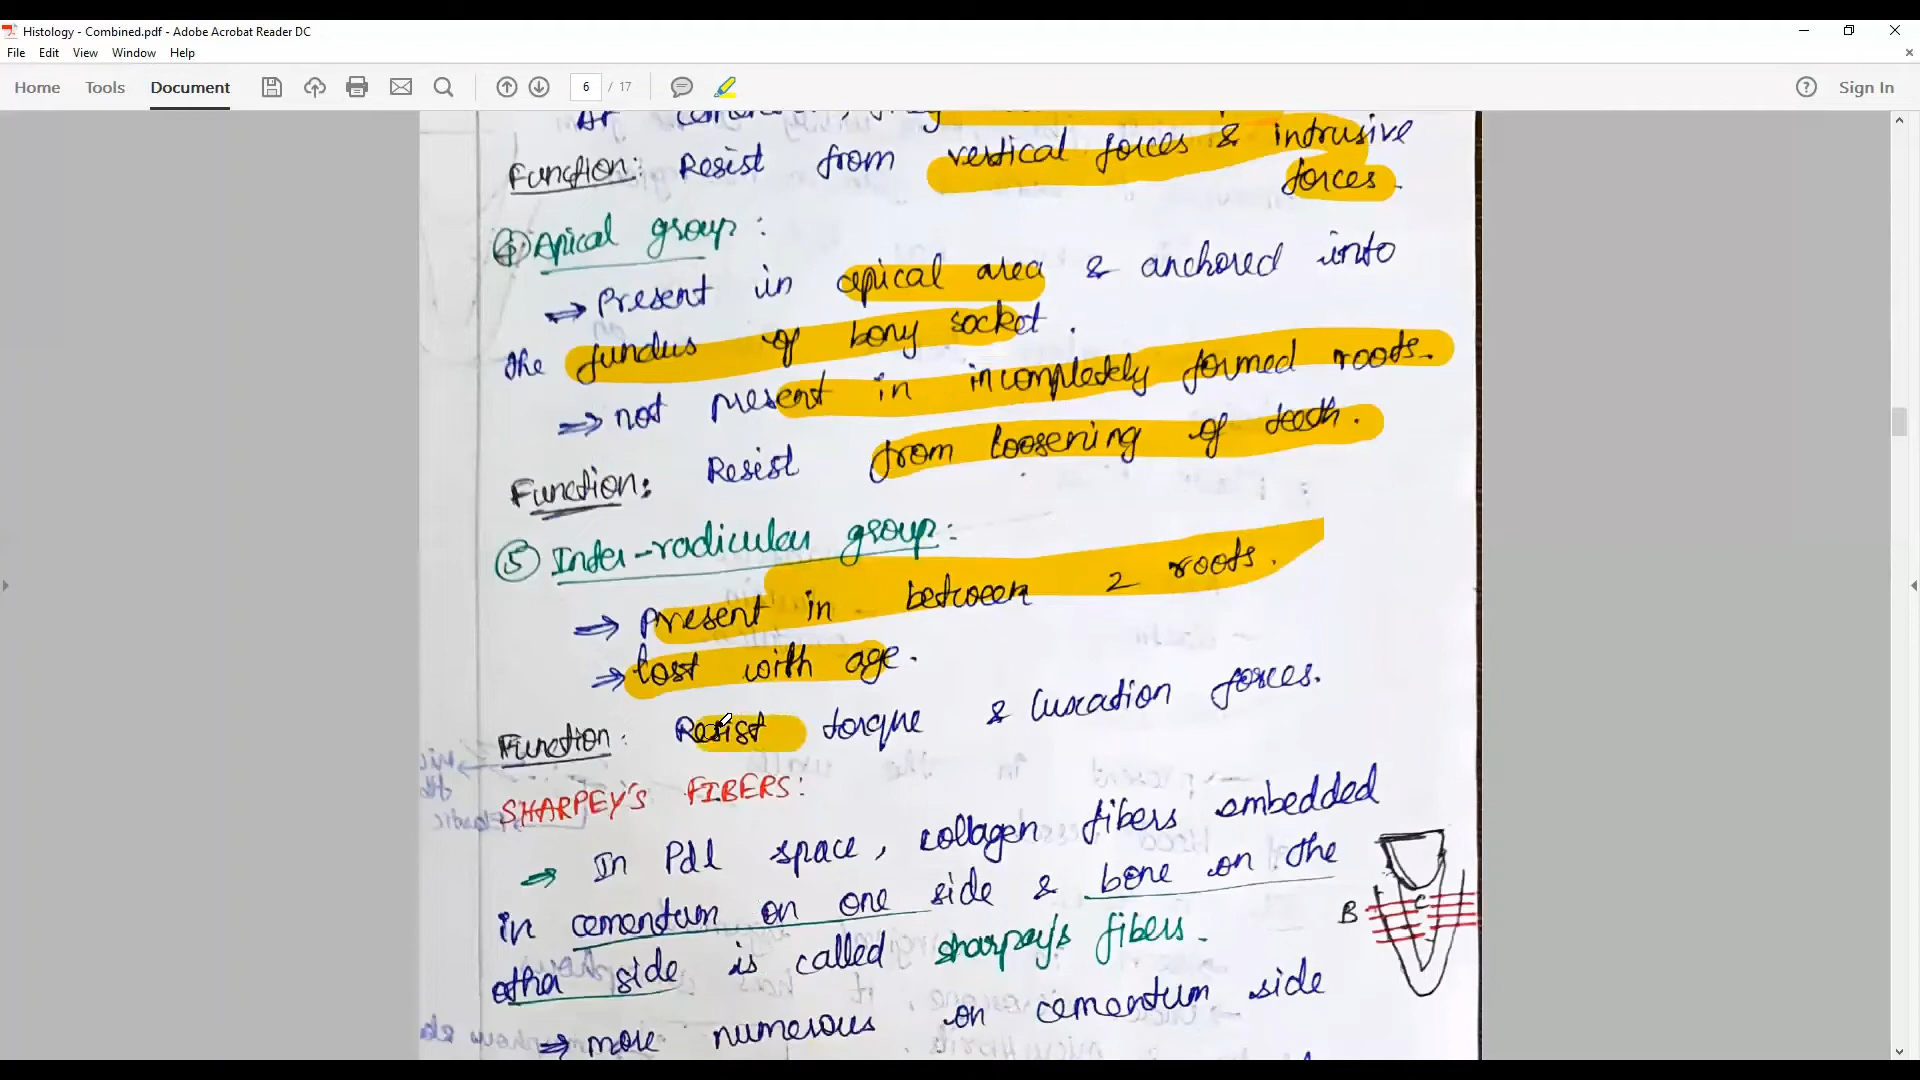 Histology - Combined.pdf - Adobe Acrobat Reader DC
File Edit View Window Help
Home Tools Document 6 / 17 Sign In
Function: Resist from vertical forces & intrusive
forces.
④ Apical group:
⇒ present in apical area & anchored into
the fundus of bony socket.
⇒ not present in incompletely formed roots.
Function: Resist from loosening of teeth.
⑤ Inter-radicular group:
⇒ Present in between 2 roots.
⇒ lost with age.
Function: Resist torque & luxation forces.
SHARPEY'S FIBERS:
⇒ In Pdl space, collagen fibers embedded
in cementum on one side & bone on the
other side is called sharpey's fibers.
B C
⇒ more numerous on cementum side